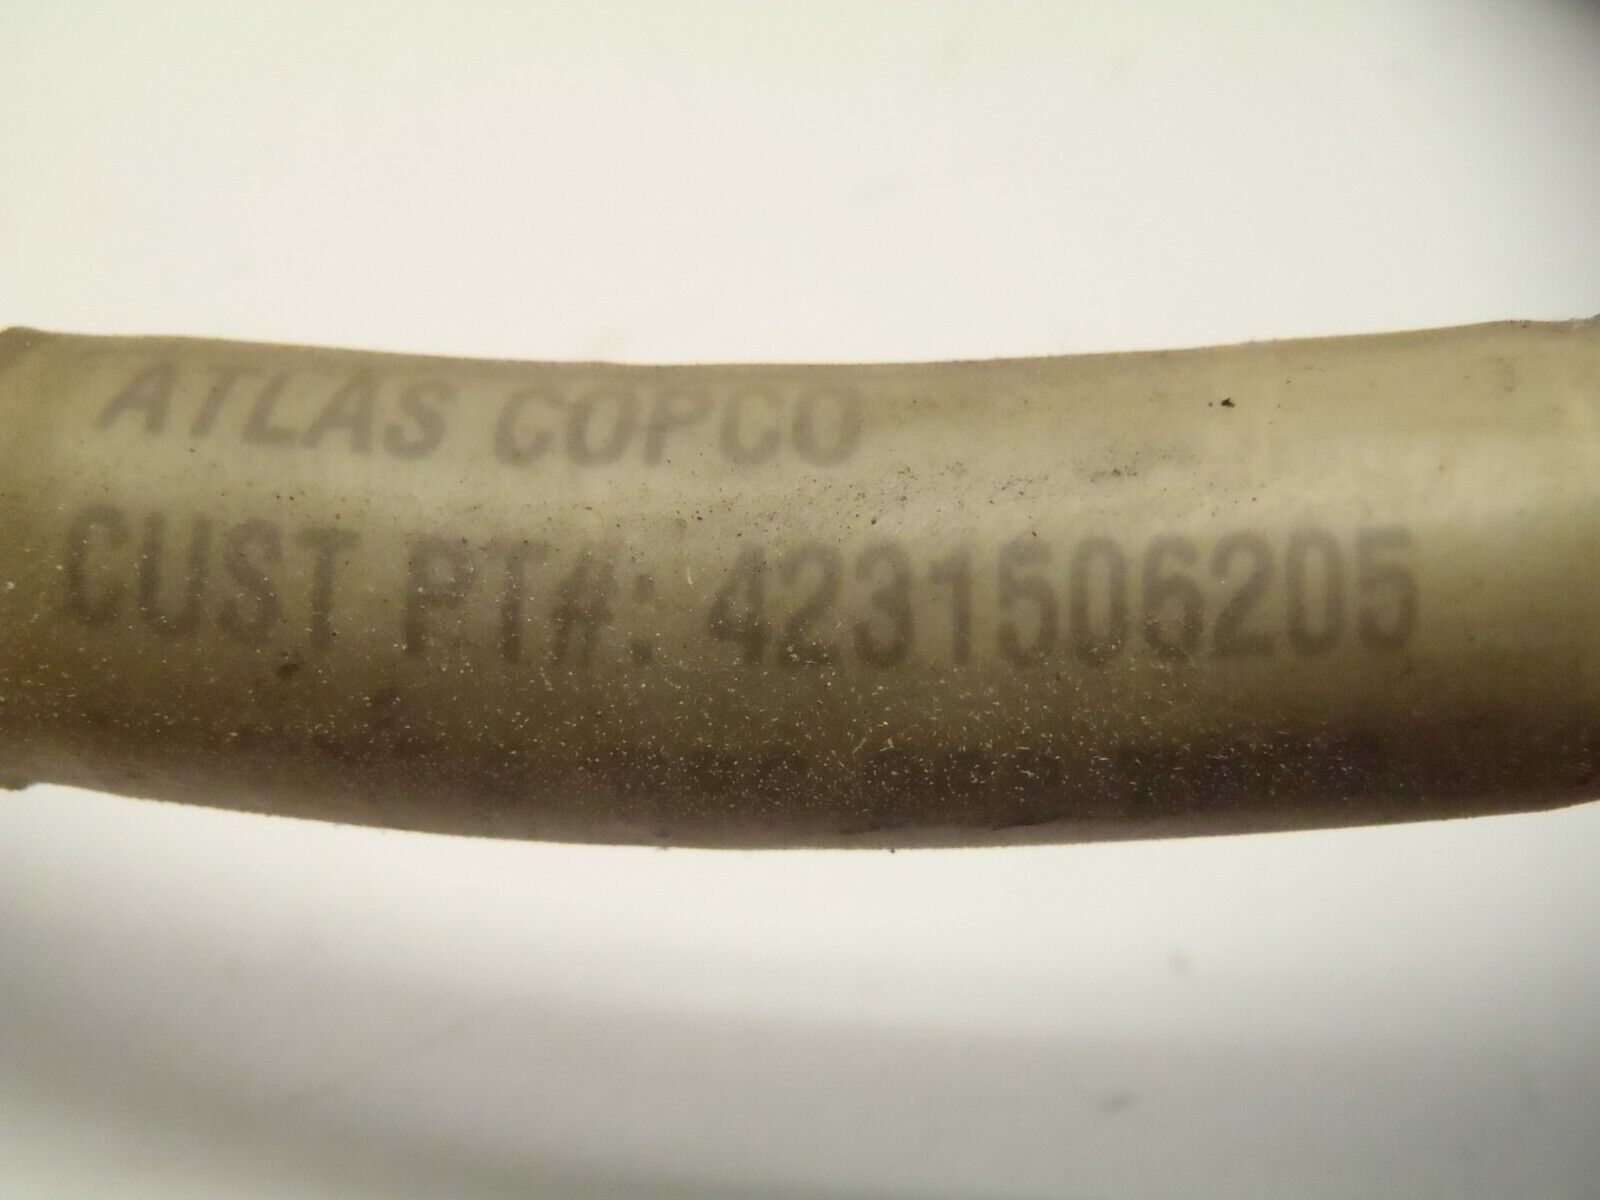 ATLAS COPCO
CUST PT#: 4231506205